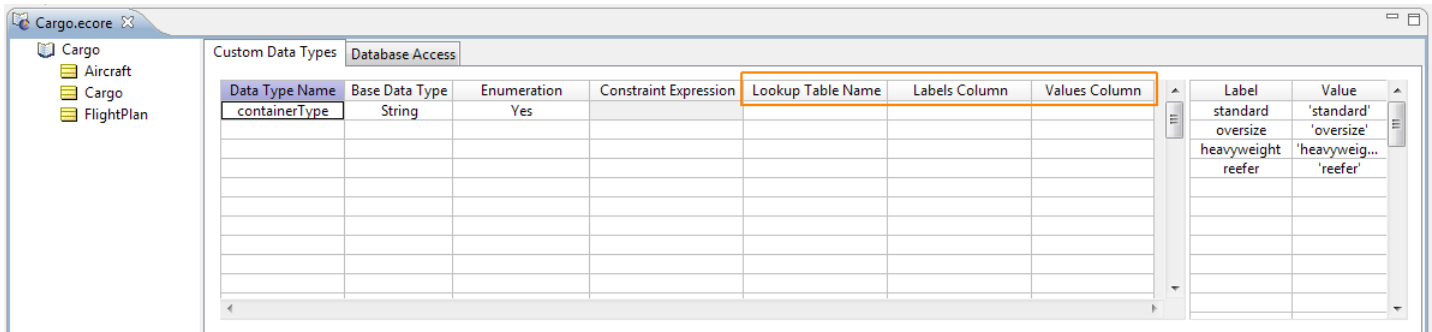 Cargo.ecore
Cargo
Aircraft
Cargo
FlightPlan
Custom Data Types Database Access
Data Type Name Base Data Type Enumeration Constraint Expression Lookup Table Name Labels Column Values Column
containerType String Yes
Label Value
standard 'standard'
oversize 'oversize'
heavyweight 'heavyweig...
reefer 'reefer'